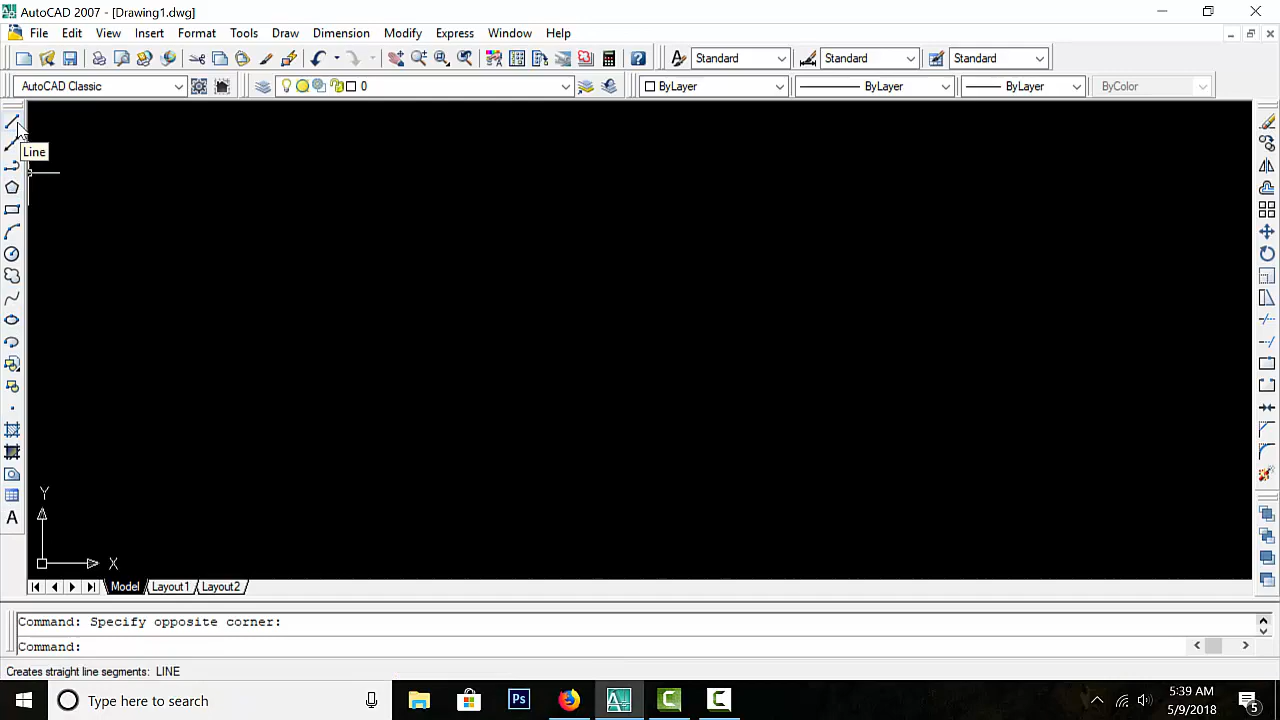 AutoCAD 2007 - [Drawing1.dwg]
File Edit View Insert Format Tools Draw Dimension Modify Express Window Help
Standard Standard Standard
AutoCAD Classic 0 ByLayer ByLayer ByLayer ByColor
Line
A
Y
X
Model Layout1 Layout2
Command: Specify opposite corner:
Command:
Creates straight line segments: LINE
Type here to search
Ps
5:39 AM
5/9/2018
5